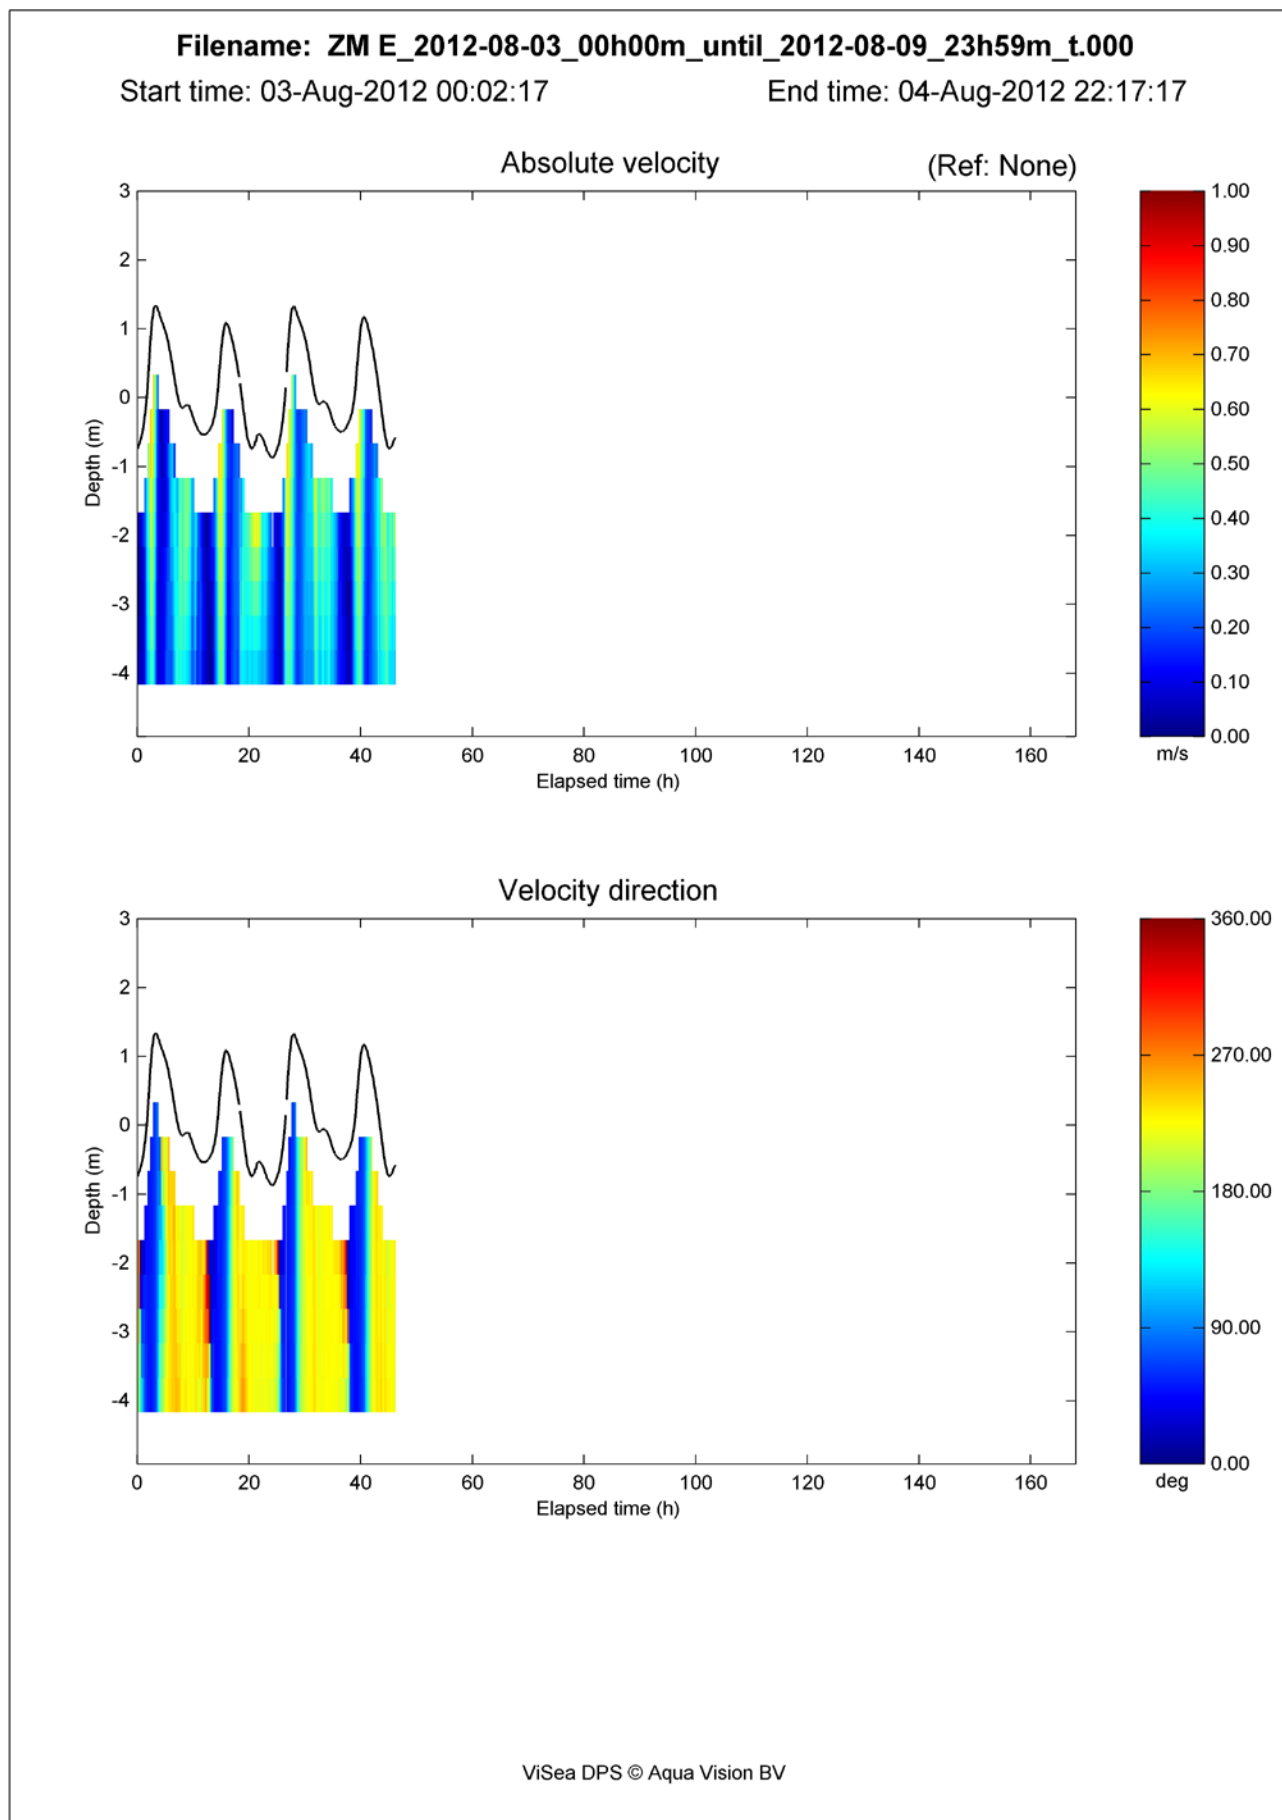 Filename:  ZM E_2012-08-03_00h00m_until_2012-08-09_23h59m_t.000
Start time: 03-Aug-2012 00:02:17 End time: 04-Aug-2012 22:17:17
Absolute velocity (Ref: None)
3
2
1
0
-1
-2
-3
-4
Depth (m)
0 20 40 60 80 100 120 140 160
Elapsed time (h)
1.00
0.90
0.80
0.70
0.60
0.50
0.40
0.30
0.20
0.10
0.00
m/s
Velocity direction
3
2
1
0
-1
-2
-3
-4
Depth (m)
0 20 40 60 80 100 120 140 160
Elapsed time (h)
360.00
270.00
180.00
90.00
0.00
deg
ViSea DPS © Aqua Vision BV